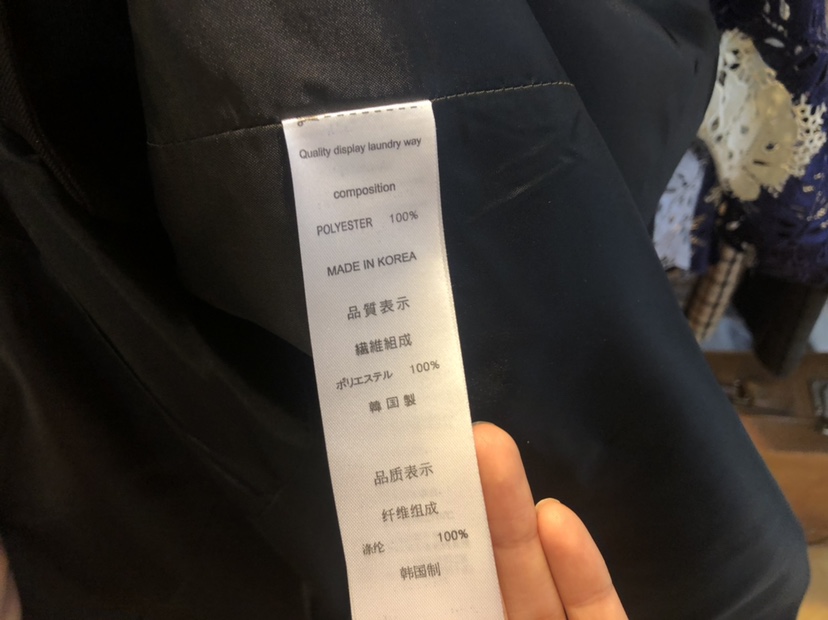 Quality display laundry way
composition
POLYESTER 100%
MADE IN KOREA
品質表示
繊維組成
ポリエステル 100%
韓国製
品质表示
纤维组成
涤纶 100%
韩国制